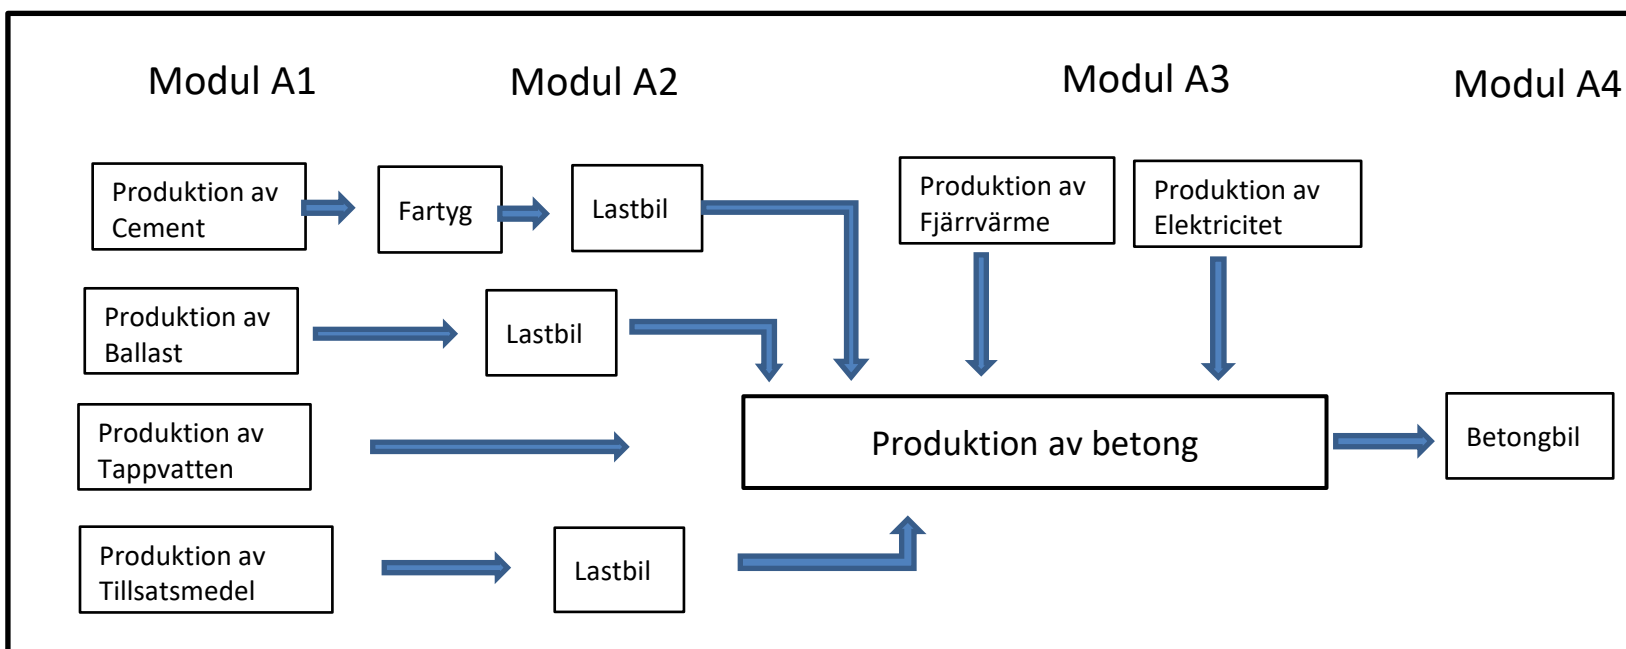 Modul A1
Modul A2
Modul A3
Modul A4
Produktion av
Cement
Fartyg
Lastbil
Produktion av
Fjärrvärme
Produktion av
Elektricitet
Produktion av
Ballast
Lastbil
Produktion av
Tappvatten
Produktion av betong
Betongbil
Produktion av
Tillsatsmedel
Lastbil